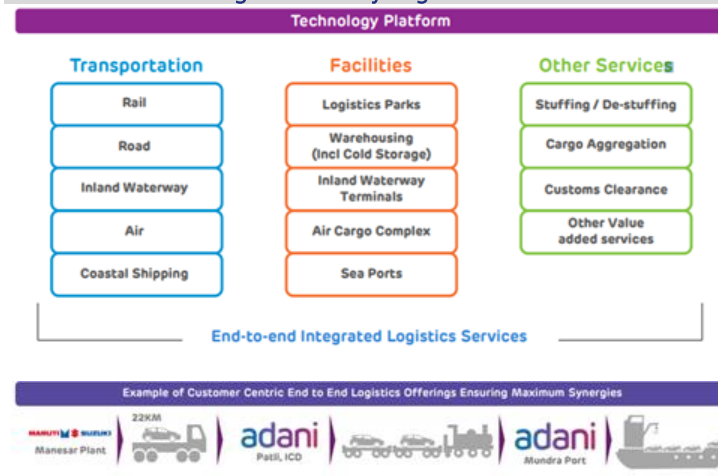 Technology Platform
Transportation
Rail
Road
Inland Waterway
Air
Coastal Shipping
Facilities
Logistics Parks
Warehousing
(Incl Cold Storage)
Inland Waterway
Terminals
Air Cargo Complex
Sea Ports
Other Services
Stuffing / De-stuffing
Cargo Aggregation
Customs Clearance
Other Value
added services
End-to-end Integrated Logistics Services
Example of Customer Centric End to End Logistics Offerings Ensuring Maximum Synergies
MARUTI SUZUKI
Manesar Plant
22KM
adani
Patli, ICD
adani
Mundra Port